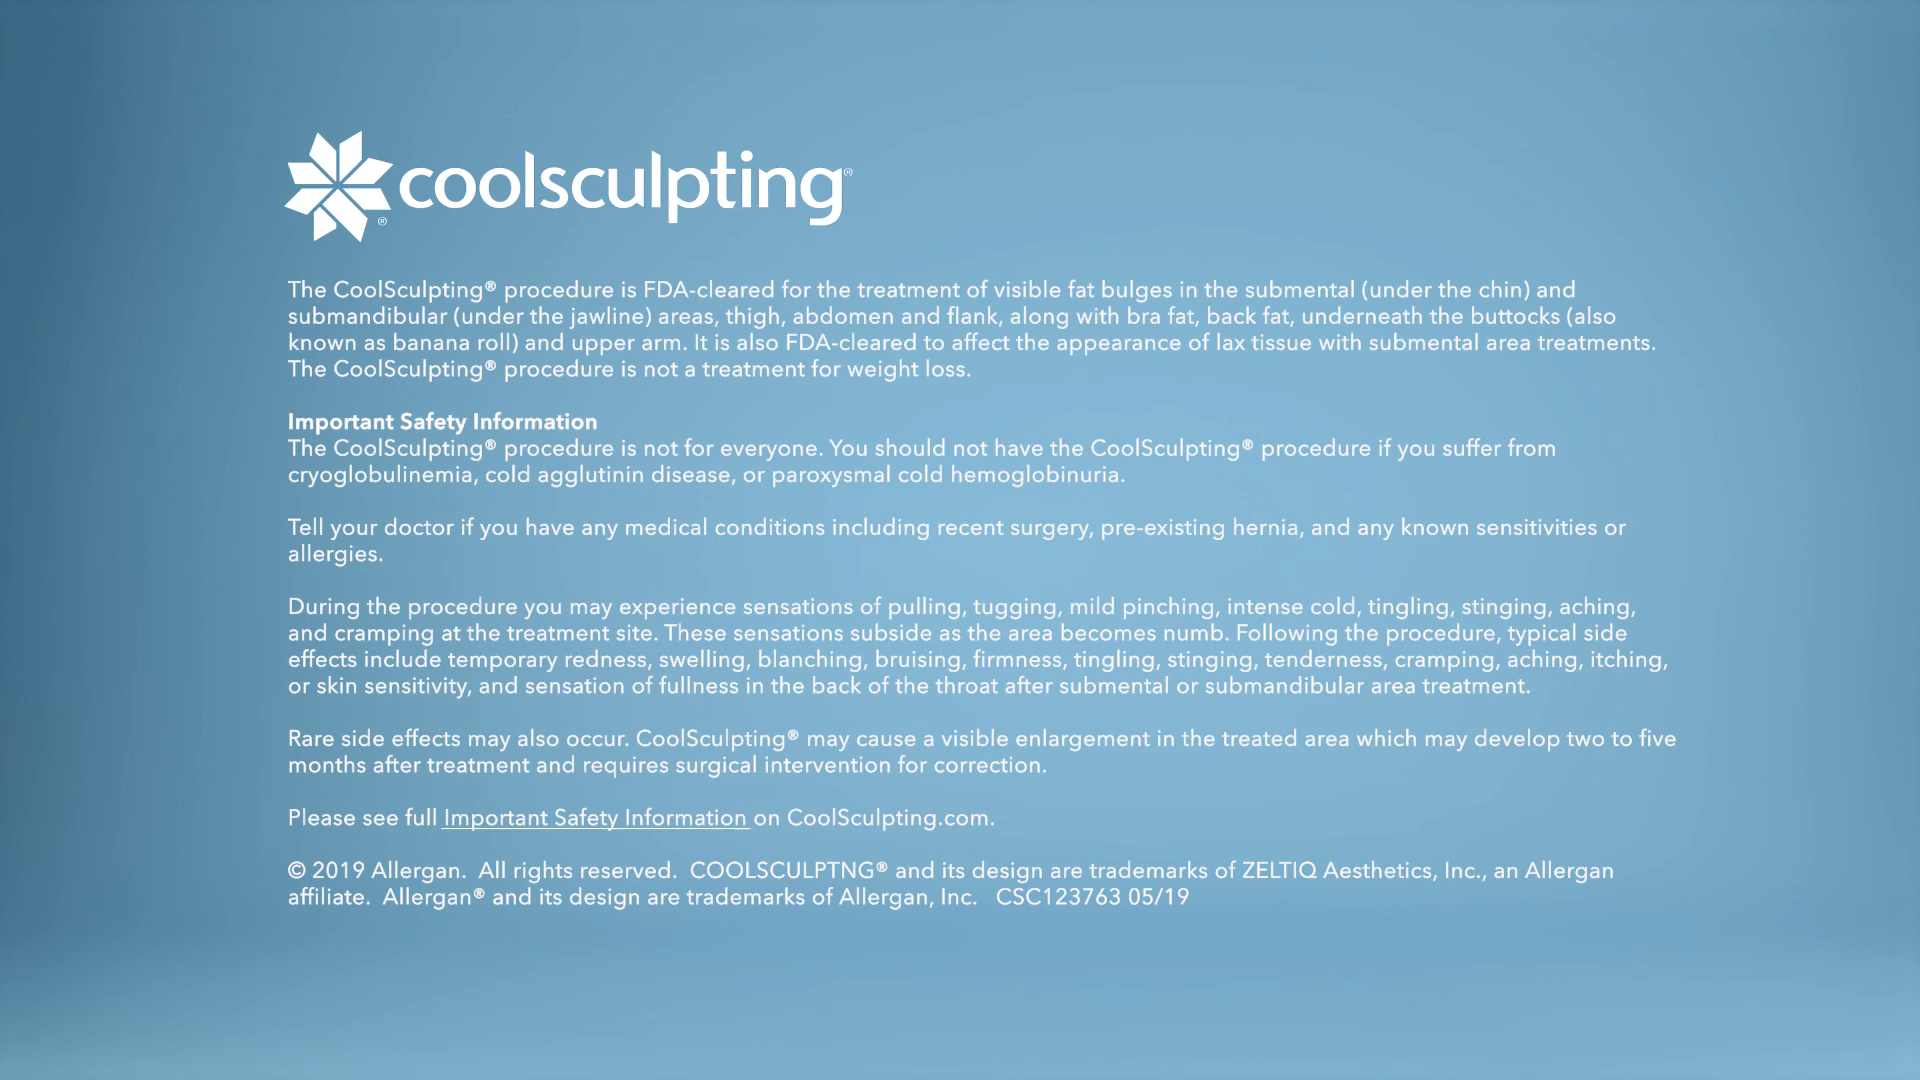 coolsculpting®
®
The CoolSculpting® procedure is FDA-cleared for the treatment of visible fat bulges in the submental (under the chin) and
submandibular (under the jawline) areas, thigh, abdomen and flank, along with bra fat, back fat, underneath the buttocks (also
known as banana roll) and upper arm. It is also FDA-cleared to affect the appearance of lax tissue with submental area treatments.
The CoolSculpting® procedure is not a treatment for weight loss.
Important Safety Information
The CoolSculpting® procedure is not for everyone. You should not have the CoolSculpting® procedure if you suffer from
cryoglobulinemia, cold agglutinin disease, or paroxysmal cold hemoglobinuria.
Tell your doctor if you have any medical conditions including recent surgery, pre-existing hernia, and any known sensitivities or
allergies.
During the procedure you may experience sensations of pulling, tugging, mild pinching, intense cold, tingling, stinging, aching,
and cramping at the treatment site. These sensations subside as the area becomes numb. Following the procedure, typical side
effects include temporary redness, swelling, blanching, bruising, firmness, tingling, stinging, tenderness, cramping, aching, itching,
or skin sensitivity, and sensation of fullness in the back of the throat after submental or submandibular area treatment.
Rare side effects may also occur. CoolSculpting® may cause a visible enlargement in the treated area which may develop two to five
months after treatment and requires surgical intervention for correction.
Please see full Important Safety Information on CoolSculpting.com.
© 2019 Allergan. All rights reserved. COOLSCULPTNG® and its design are trademarks of ZELTIQ Aesthetics, Inc., an Allergan
affiliate. Allergan® and its design are trademarks of Allergan, Inc. CSC123763 05/19